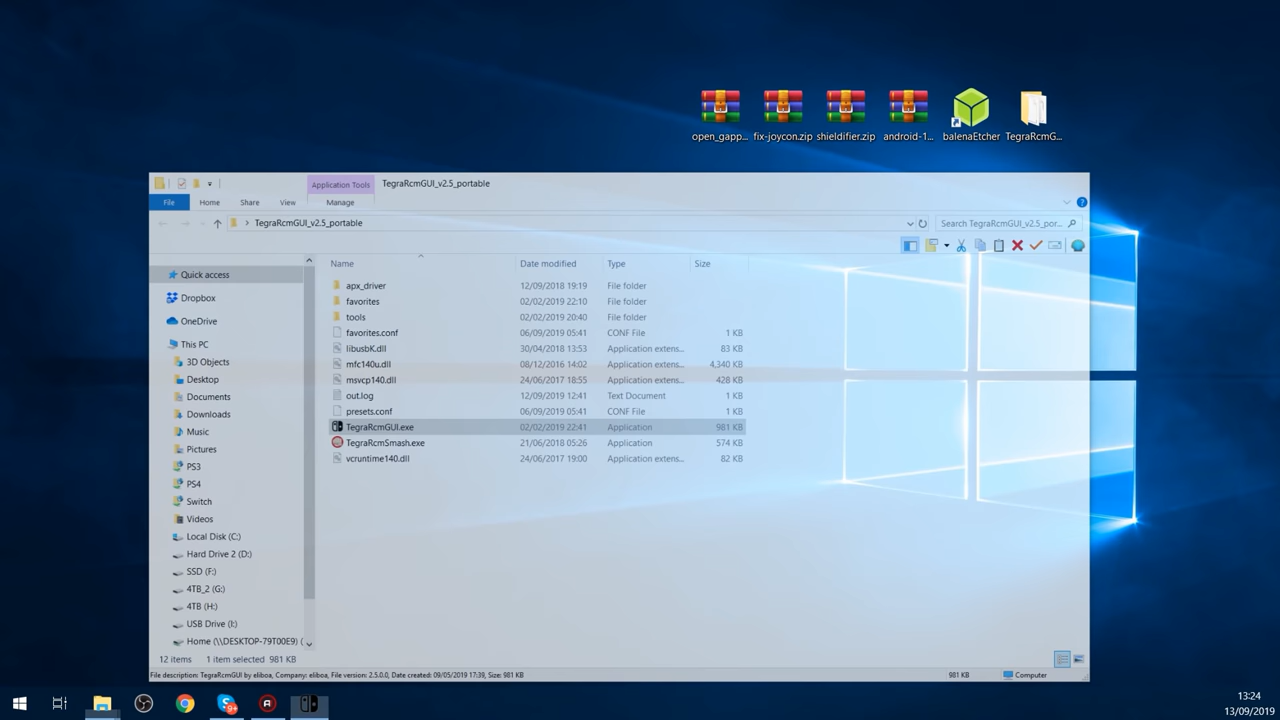 open_gapp... fix-joycon.zip shieldifier.zip android-1... balenaEtcher TegraRcmG...
Application Tools TegraRcmGUI_v2.5_portable
File Home Share View Manage
TegraRcmGUI_v2.5_portable Search TegraRcmGUI_v2.5_por...
Name Date modified Type Size
Quick access
Dropbox
OneDrive
This PC
3D Objects
Desktop
Documents
Downloads
Music
Pictures
PS3
PS4
Switch
Videos
Local Disk (C:)
Hard Drive 2 (D:)
SSD (F:)
4TB_2 (G:)
4TB (H:)
USB Drive (I:)
Home (\\DESKTOP-79T00E9) (
apx_driver 12/09/2018 19:19 File folder
favorites 02/02/2019 22:10 File folder
tools 02/02/2019 20:40 File folder
favorites.conf 06/09/2019 05:41 CONF File 1 KB
libusbK.dll 30/04/2018 13:53 Application extens... 83 KB
mfc140u.dll 08/12/2016 14:02 Application extens... 4,340 KB
msvcp140.dll 24/06/2017 18:55 Application extens... 428 KB
out.log 12/09/2019 12:41 Text Document 1 KB
presets.conf 06/09/2019 05:41 CONF File 1 KB
TegraRcmGUI.exe 02/02/2019 22:41 Application 981 KB
TegraRcmSmash.exe 21/06/2018 05:26 Application 574 KB
vcruntime140.dll 24/06/2017 19:00 Application extens... 82 KB
12 items 1 item selected 981 KB
File description: TegraRcmGUI by eliboa, Company: eliboa, File version: 2.5.0.0, Date created: 09/05/2019 17:39, Size: 981 KB 981 KB Computer
13:24
13/09/2019